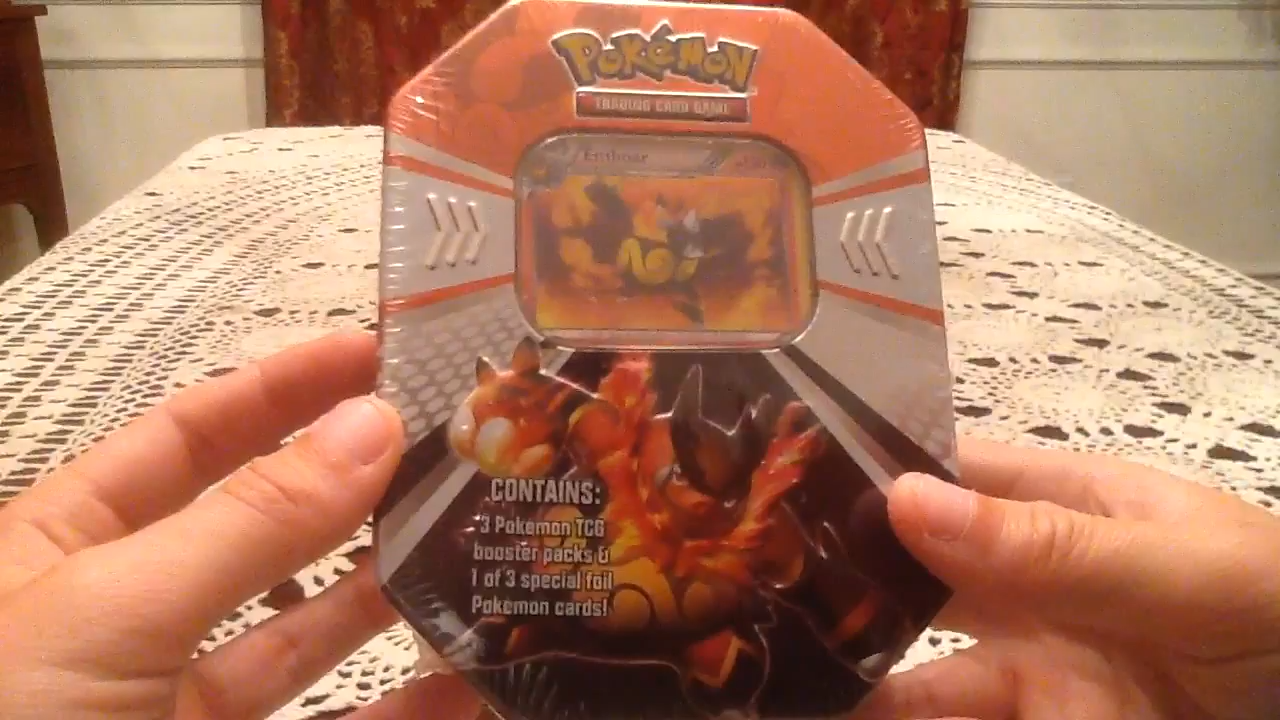 POKéMON
TRADING CARD GAME
Emboar
CONTAINS:
3 Pokemon TCG
booster packs &
1 of 3 special foil
Pokemon cards!